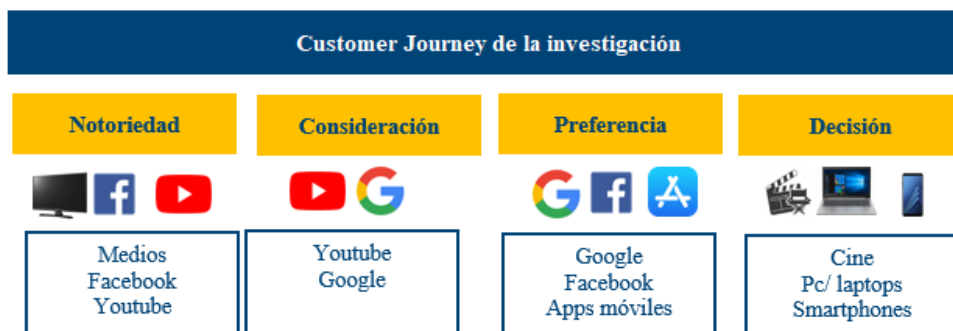 Customer Journey de la investigación
Notoriedad
Consideración
Preferencia
Decisión
Medios
Facebook
Youtube
Youtube
Google
Google
Facebook
Apps móviles
Cine
Pc/ laptops
Smartphones